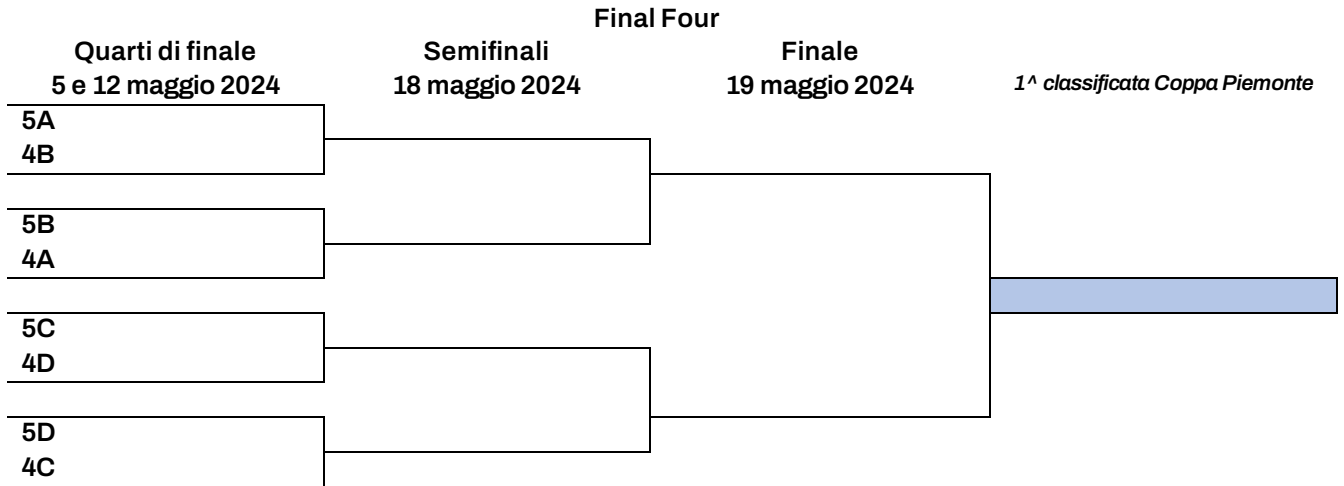 Final Four
Quarti di finale
Semifinali
Finale
5 e 12 maggio 2024
18 maggio 2024
19 maggio 2024
1^ classificata Coppa Piemonte
5A
4B
5B
4A
5C
4D
5D
4C